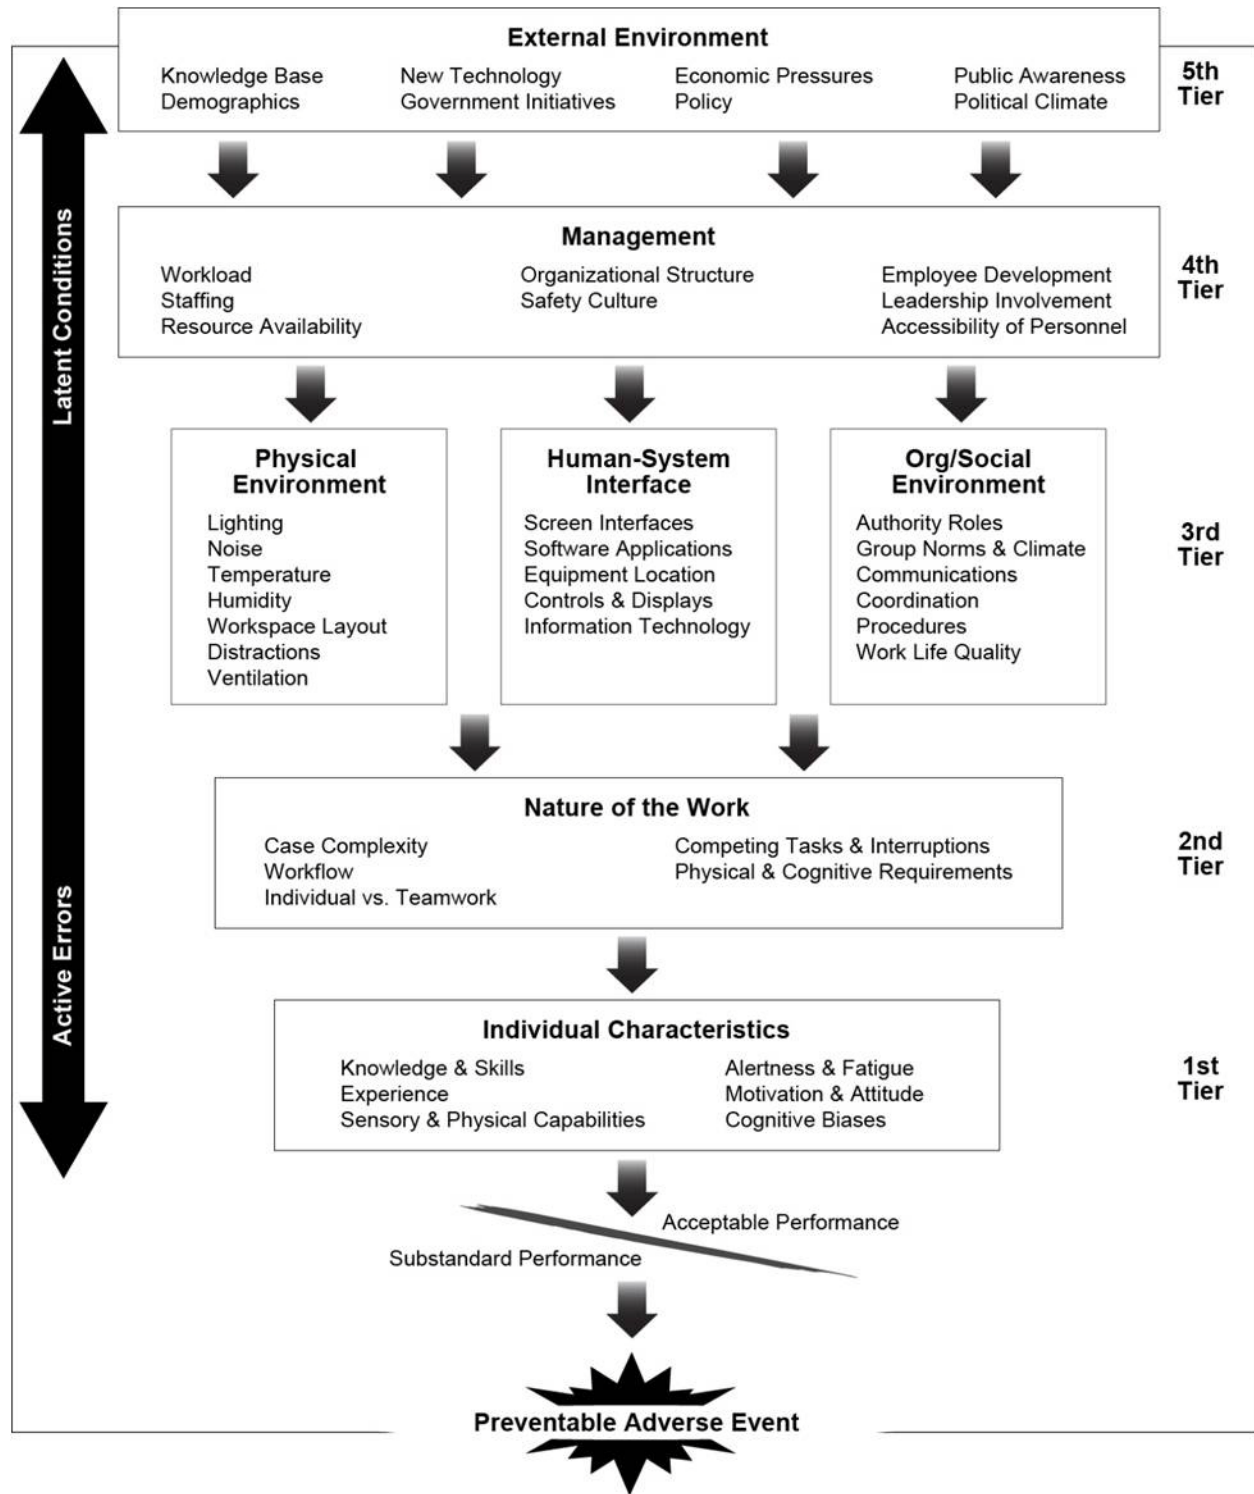 External Environment
Knowledge Base
Demographics
New Technology
Government Initiatives
Economic Pressures
Policy
Public Awareness
Political Climate
5th
Tier
Management
Workload
Staffing
Resource Availability
Organizational Structure
Safety Culture
Employee Development
Leadership Involvement
Accessibility of Personnel
4th
Tier
Latent Conditions
Physical
Environment
Lighting
Noise
Temperature
Humidity
Workspace Layout
Distractions
Ventilation
Human-System
Interface
Screen Interfaces
Software Applications
Equipment Location
Controls & Displays
Information Technology
Org/Social
Environment
Authority Roles
Group Norms & Climate
Communications
Coordination
Procedures
Work Life Quality
3rd
Tier
Nature of the Work
Case Complexity
Workflow
Individual vs. Teamwork
Competing Tasks & Interruptions
Physical & Cognitive Requirements
2nd
Tier
Active Errors
Individual Characteristics
Knowledge & Skills
Experience
Sensory & Physical Capabilities
Alertness & Fatigue
Motivation & Attitude
Cognitive Biases
1st
Tier
Acceptable Performance
Substandard Performance
Preventable Adverse Event